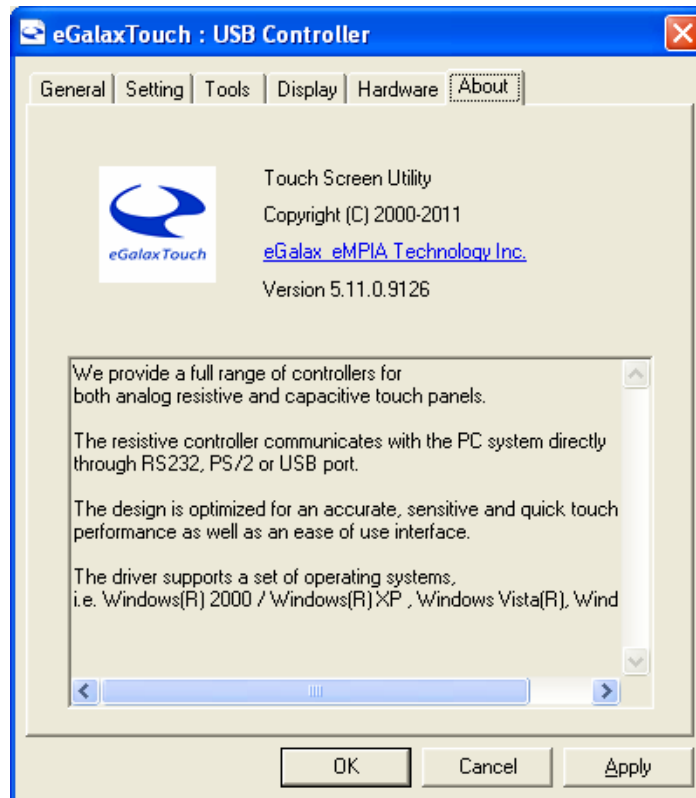 eGalaxTouch : USB Controller
General Setting Tools Display Hardware About
eGalaxTouch
Touch Screen Utility
Copyright (C) 2000-2011
eGalax_eMPIA Technology Inc.
Version 5.11.0.9126
We provide a full range of controllers for
both analog resistive and capacitive touch panels.
The resistive controller communicates with the PC system directly
through RS232, PS/2 or USB port.
The design is optimized for an accurate, sensitive and quick touch
performance as well as an ease of use interface.
The driver supports a set of operating systems,
i.e. Windows(R) 2000 / Windows(R) XP , Windows Vista(R), Wind
OK Cancel Apply